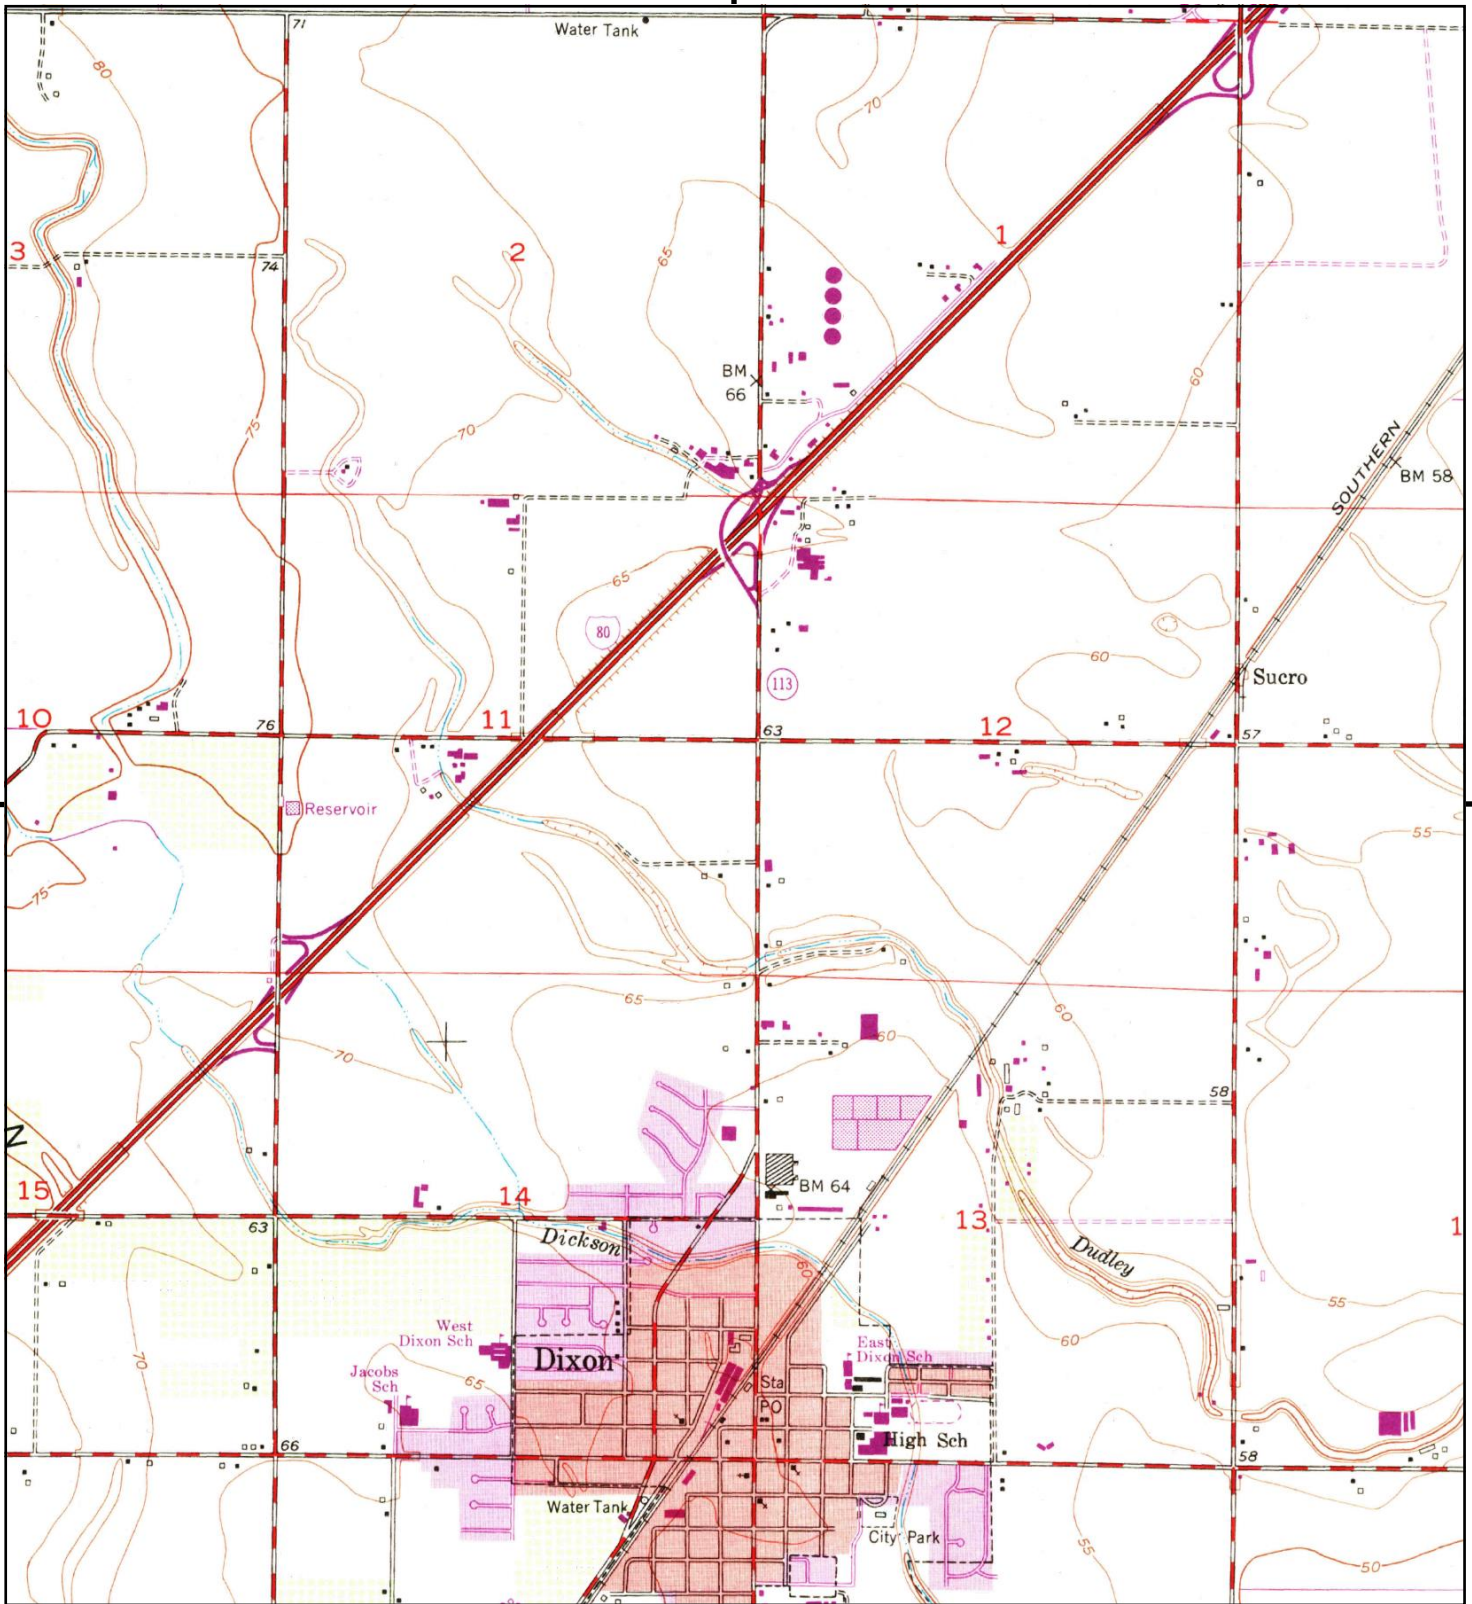 71
Water Tank
80
70
3
2
1
74
65
BM
66
60
75
70
SOUTHERN
BM 58
65
80
60
113
Sucro
10
76
11
63
12
57
Reservoir
55
75
65
60
60
70
58
N
15
14
BM 64
63
13
1
Dickson
Dudley
60
55
West
Dixon Sch
East
Dixon Sch
60
70
Dixon
Jacobs
Sch
65
Sta
PO
High Sch
66
58
Water Tank
City Park
55
50